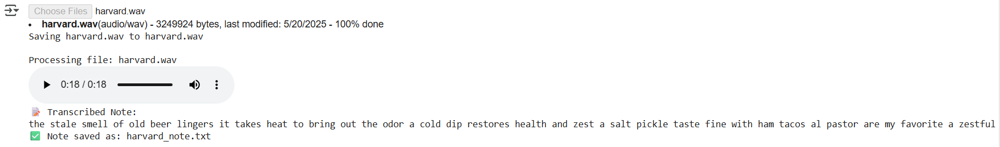 Choose Files harvard.wav
• harvard.wav(audio/wav) - 3249924 bytes, last modified: 5/20/2025 - 100% done
Saving harvard.wav to harvard.wav
Processing file: harvard.wav
0:18 / 0:18
📝 Transcribed Note:
the stale smell of old beer lingers it takes heat to bring out the odor a cold dip restores health and zest a salt pickle taste fine with ham tacos al pastor are my favorite a zestful
✅ Note saved as: harvard_note.txt